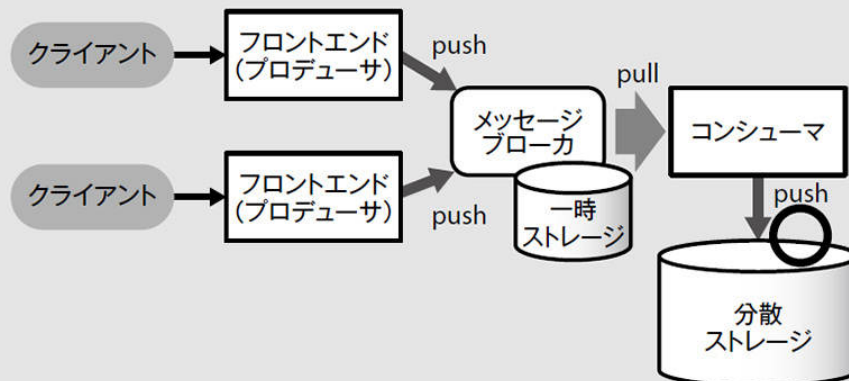 クライアント
フロントエンド
(プロデューサ)
push
pull
メッセージ
ブローカ
コンシューマ
クライアント
フロントエンド
(プロデューサ)
push
一時
ストレージ
push
分散
ストレージ